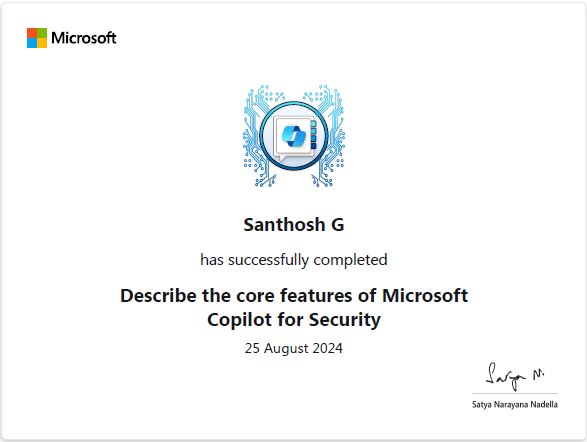 Microsoft
Santhosh G
has successfully completed
Describe the core features of Microsoft
Copilot for Security
25 August 2024
Satya N.
Satya Narayana Nadella